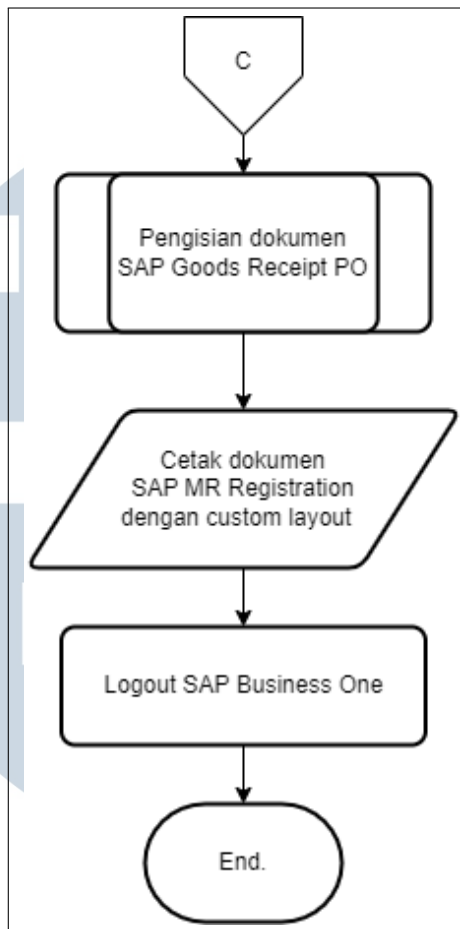 C
Pengisian dokumen
SAP Goods Receipt PO
Cetak dokumen
SAP MR Registration
dengan custom layout
Logout SAP Business One
End.